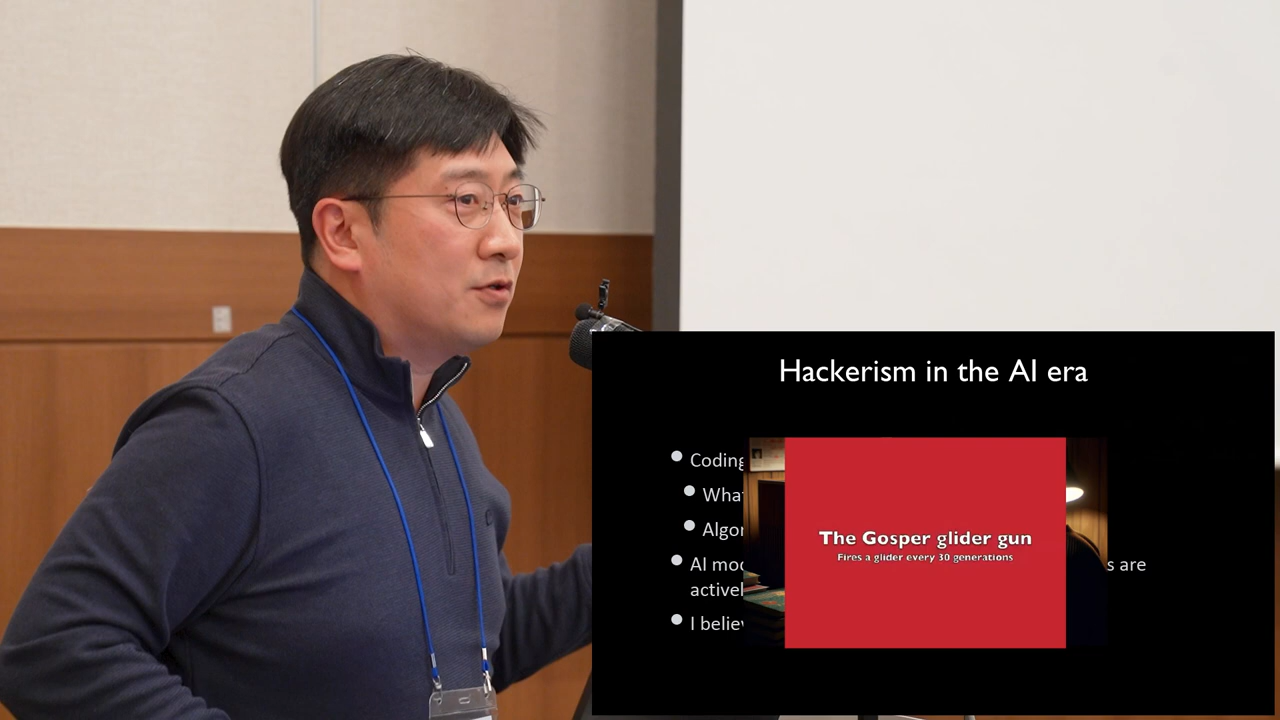 Hackerism in the AI era
The Gosper glider gun
Fires a glider every 30 generations
Coding
What
Algor
AI mod
s are
activel
I believ